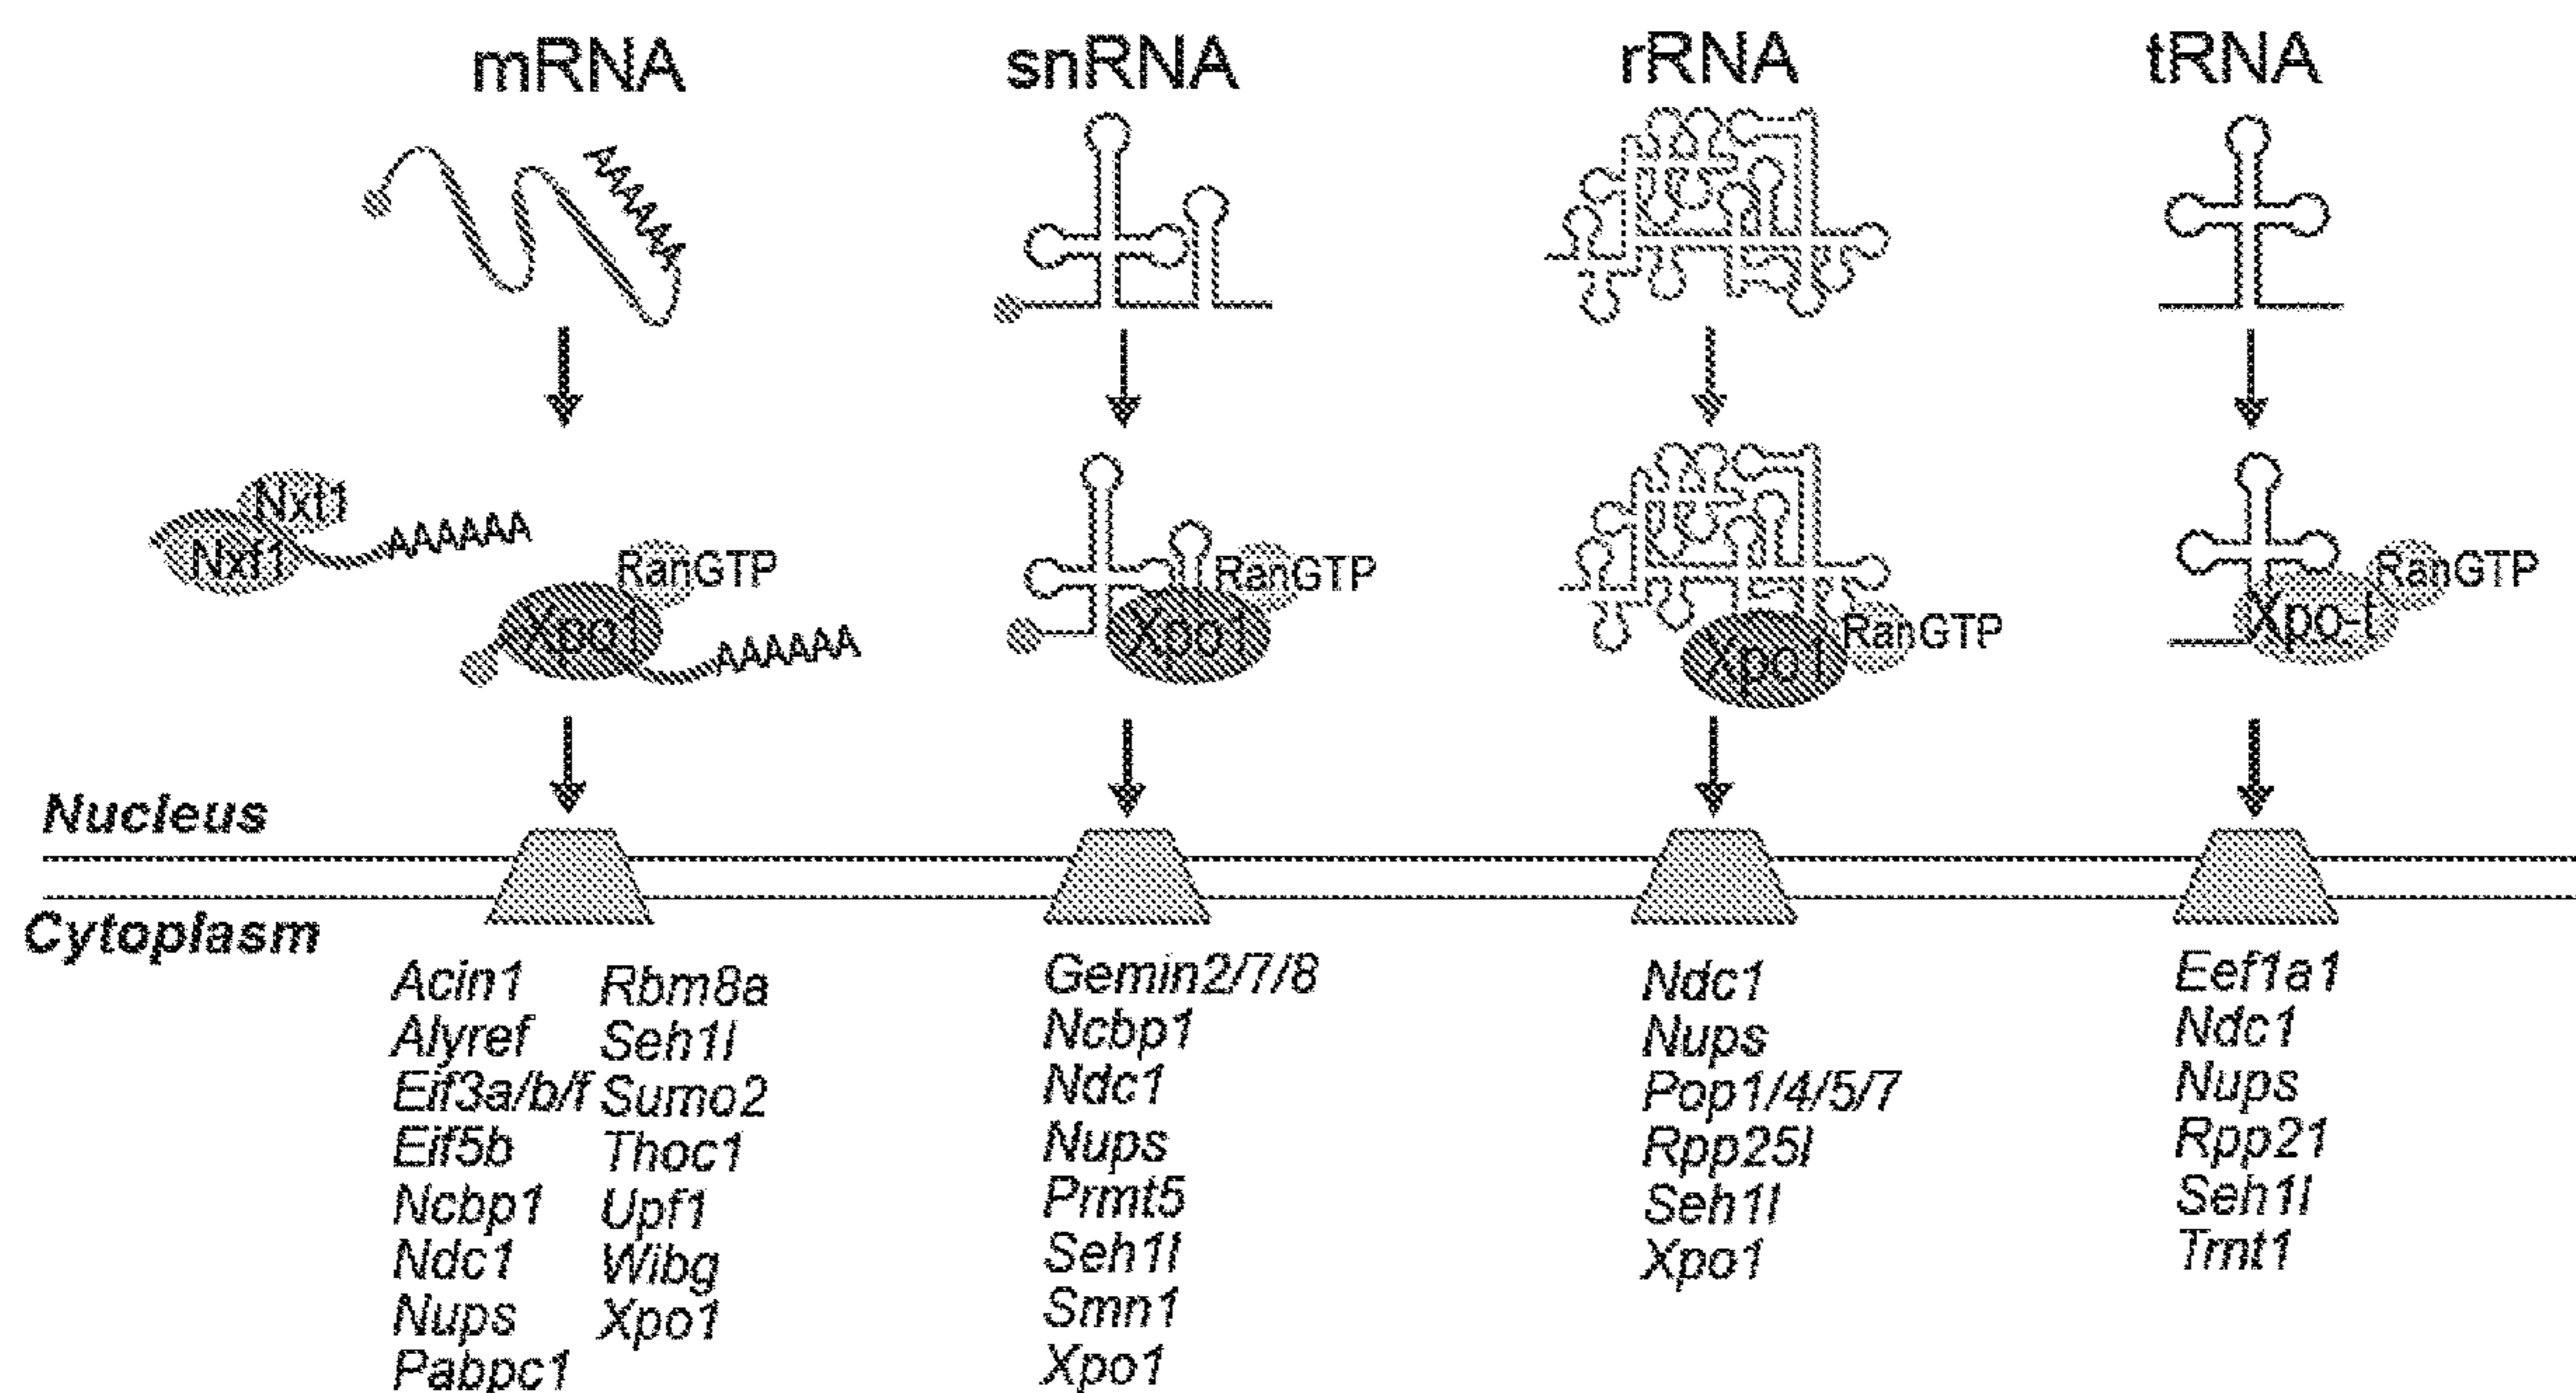 mRNA
snRNA
rRNA
tRNA
AAAAAA
Nxt1
Nxf1
AAAAAA
RanGTP
Xpo1
AAAAAA
RanGTP
Xpo1
RanGTP
Xpo1
RanGTP
Xpo-t
Nucleus
Cytoplasm
Acin1
Alyref
Eif3a/b/f
Eif5b
Ncbp1
Ndc1
Nups
Pabpc1
Rbm8a
Seh1l
Sumo2
Thoc1
Upf1
Wibg
Xpo1
Gemin2/7/8
Ncbp1
Ndc1
Nups
Prmt5
Seh1l
Smn1
Xpo1
Ndc1
Nups
Pop1/4/5/7
Rpp25l
Seh1l
Xpo1
Eef1a1
Ndc1
Nups
Rpp21
Seh1l
Trnt1